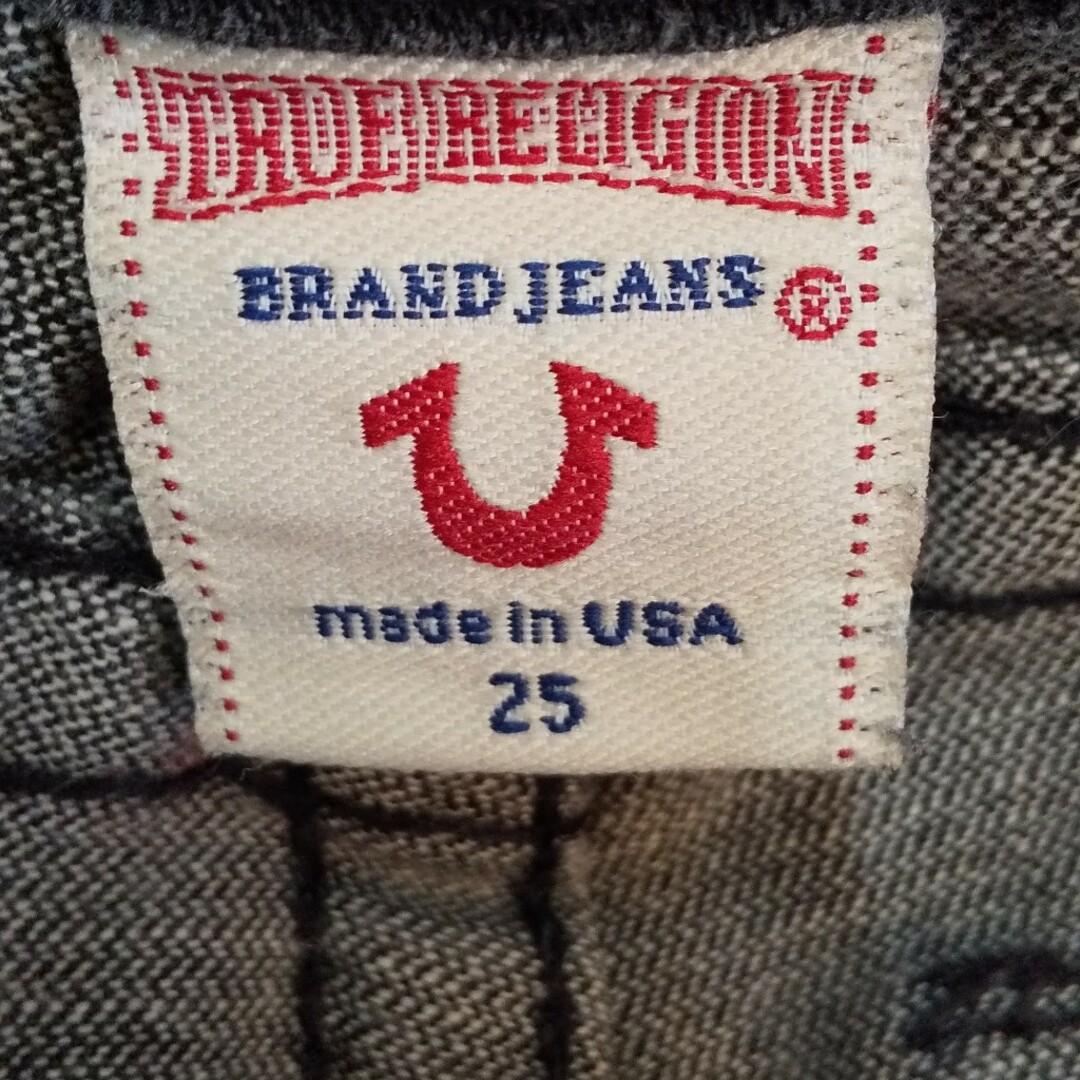 TRUE RELIGION
BRAND JEANS ®
made in USA
25